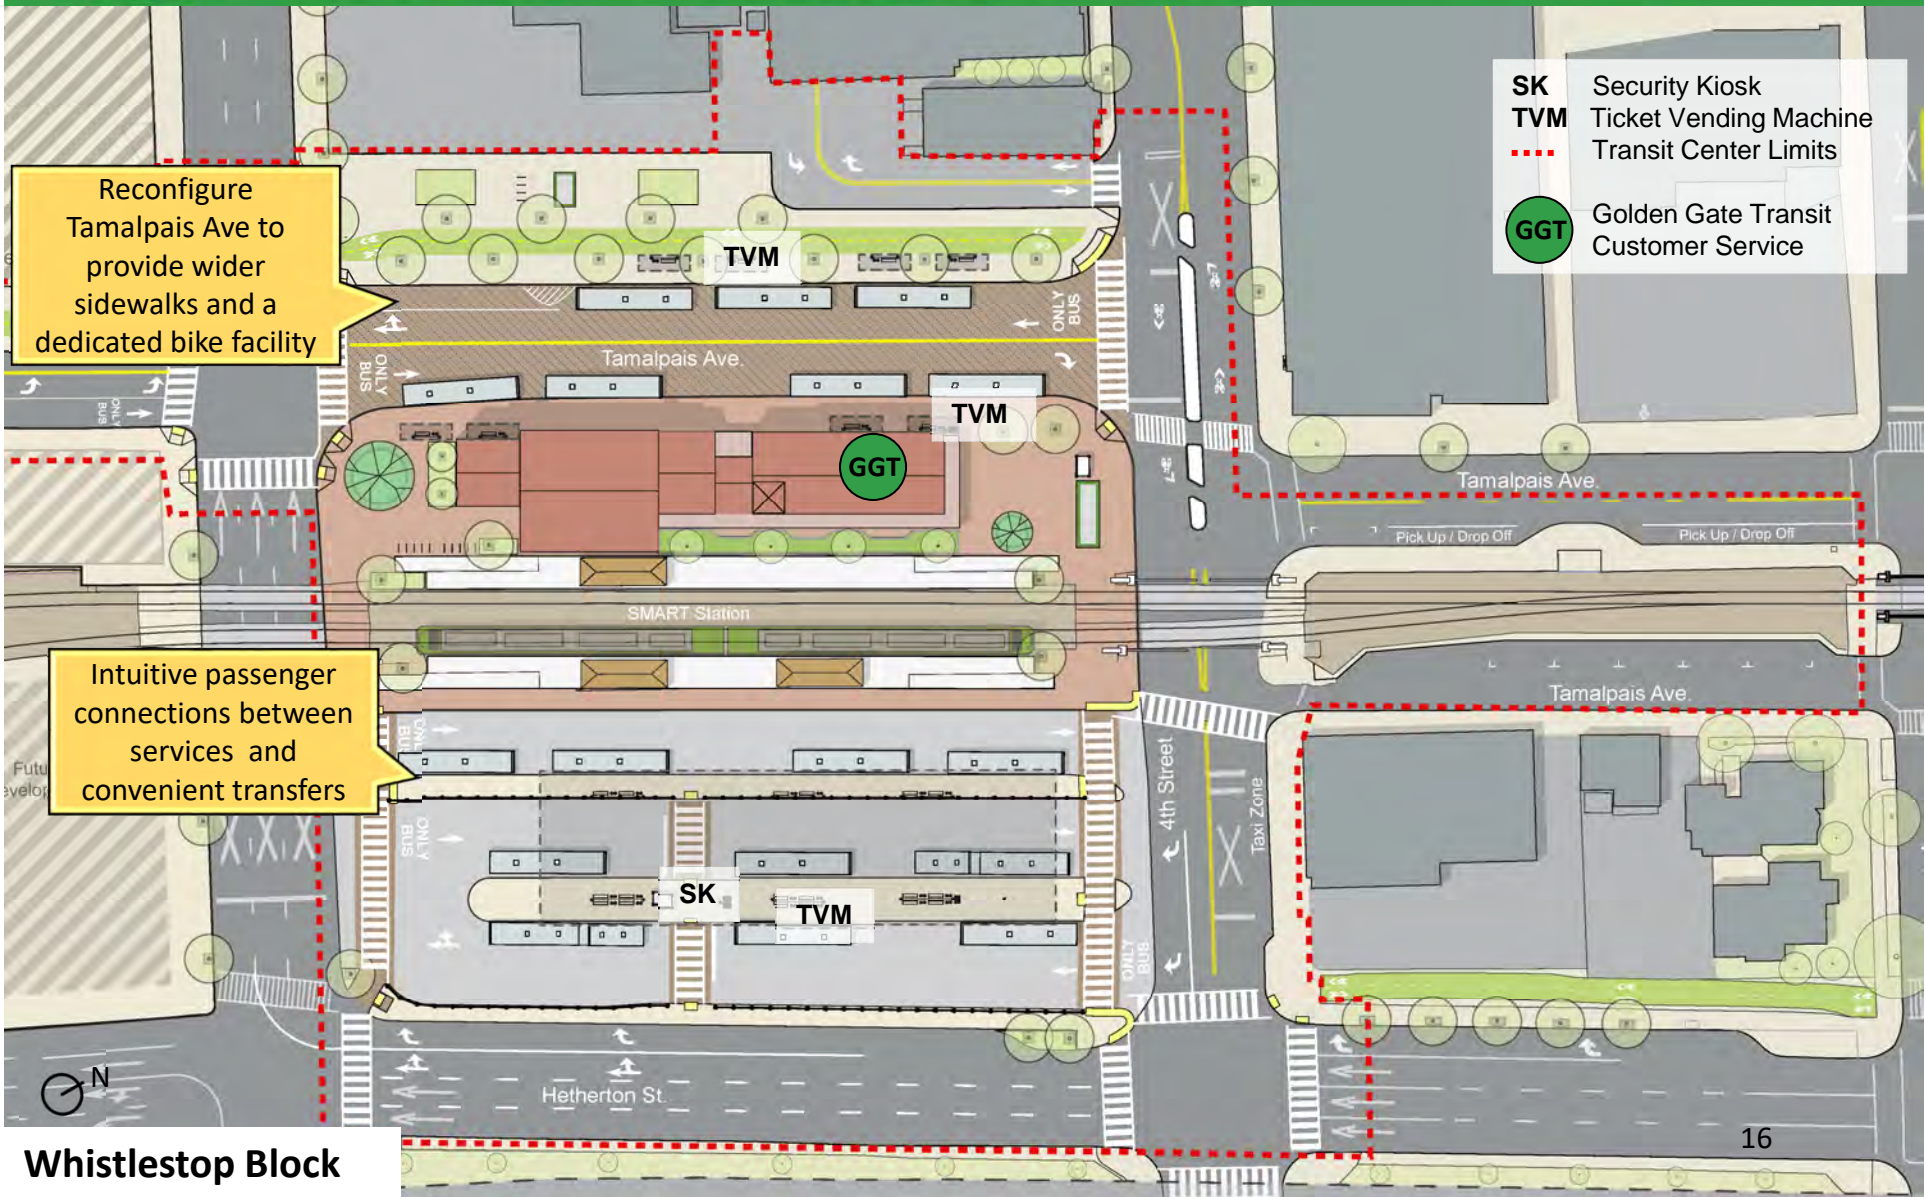 SK Security Kiosk
TVM Ticket Vending Machine
Transit Center Limits
GGT Golden Gate Transit
Customer Service
Reconfigure
Tamalpais Ave to
provide wider
sidewalks and a
dedicated bike facility
TVM
ONLY
BUS
Tamalpais Ave.
ONLY
BUS
ONLY
BUS
TVM
GGT
Tamalpais Ave.
Pick Up / Drop Off
Pick Up / Drop Off
SMART Station
Intuitive passenger
connections between
services and
convenient transfers
Tamalpais Ave.
4th Street
Taxi Zone
ONLY
BUS
SK
TVM
ONLY
BUS
N
Hetherton St.
16
Whistlestop Block